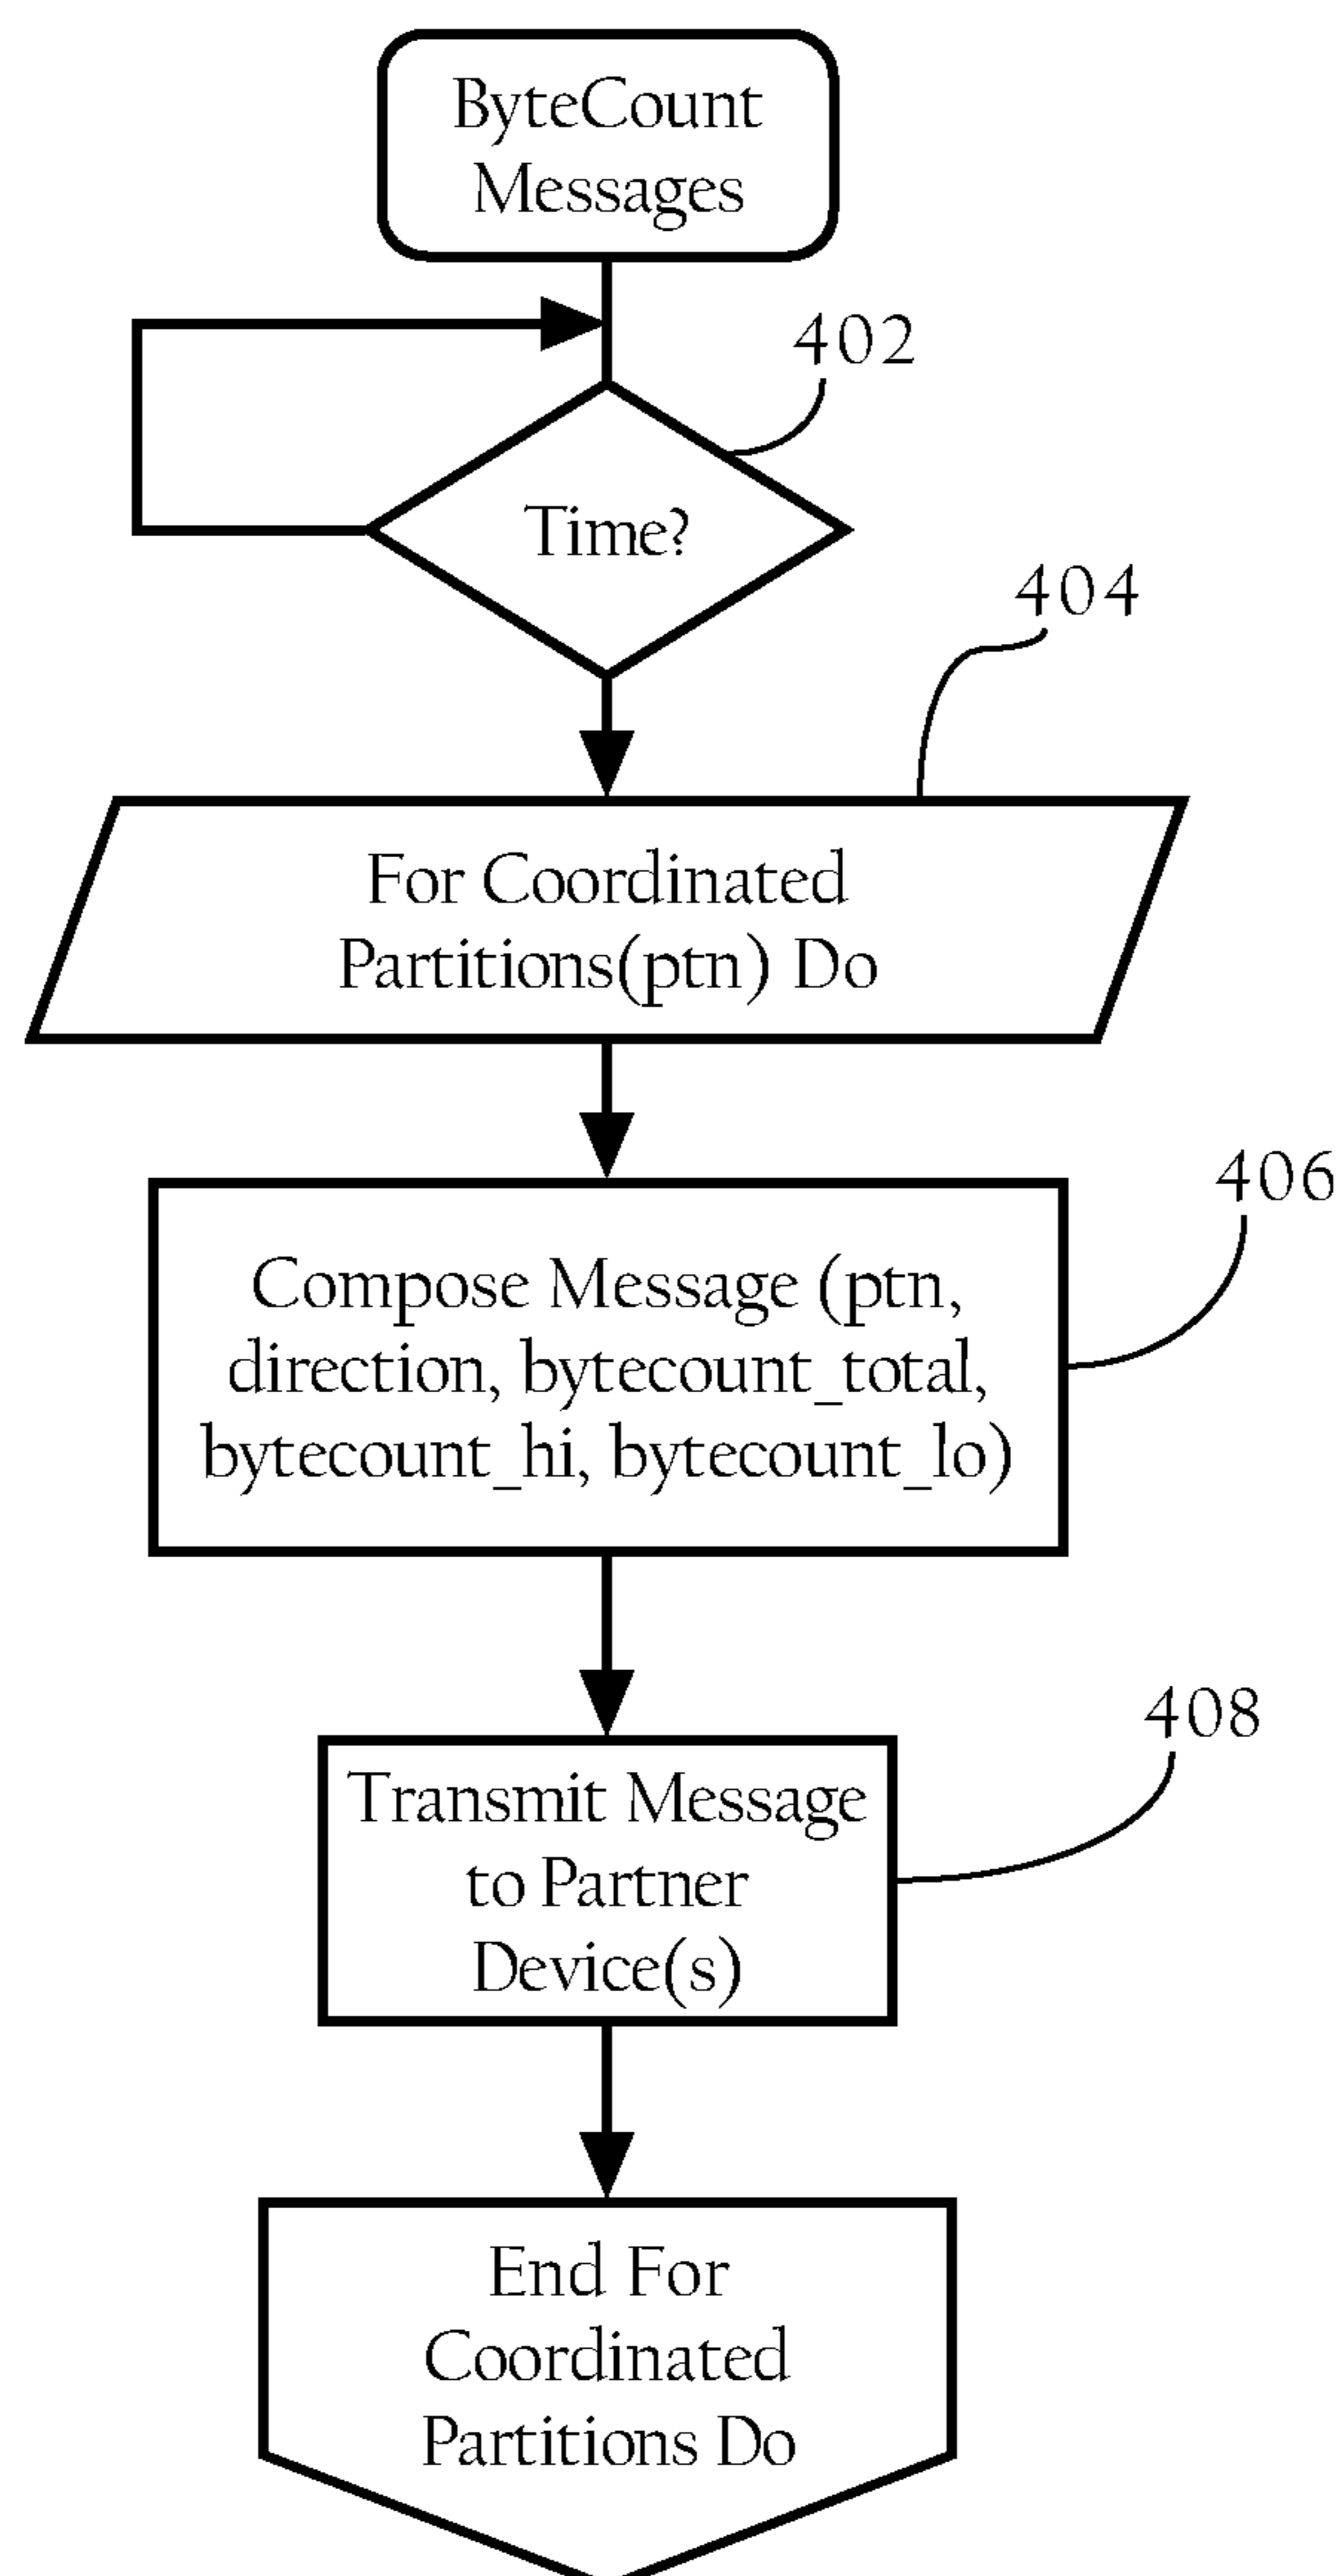 ByteCount
Messages
402
Time?
404
For Coordinated
Partitions(ptn) Do
406
Compose Message (ptn,
direction, bytecount_total,
bytecount_hi, bytecount_lo)
408
Transmit Message
to Partner
Device(s)
End For
Coordinated
Partitions Do